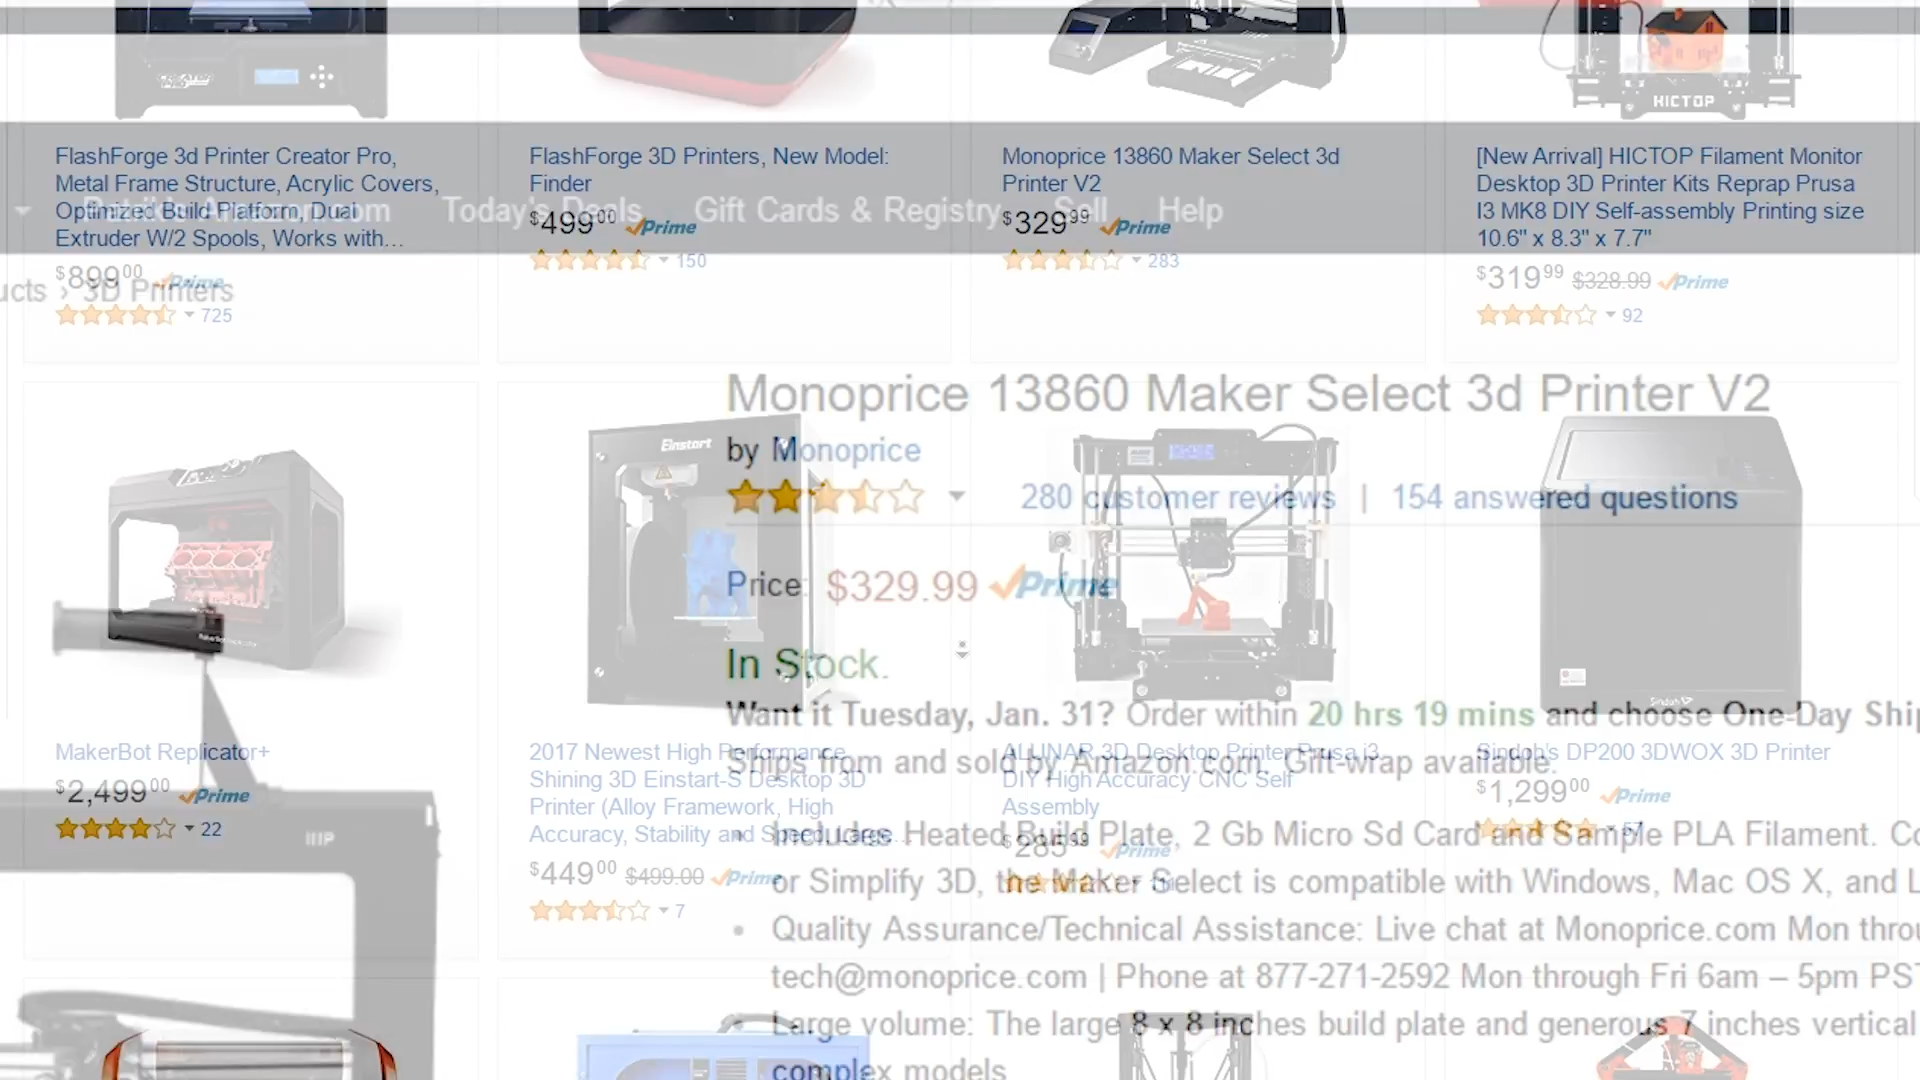 CREATOR
PRO
HICTOP
FlashForge 3d Printer Creator Pro,
Metal Frame Structure, Acrylic Covers,
Optimized Build Platform, Dual
Extruder W/2 Spools, Works with...
$899 00 Prime
725
FlashForge 3D Printers, New Model:
Finder
$499 00 Prime
150
Monoprice 13860 Maker Select 3d
Printer V2
$329 99 Prime
283
[New Arrival] HICTOP Filament Monitor
Desktop 3D Printer Kits Reprap Prusa
I3 MK8 DIY Self-assembly Printing size
10.6" x 8.3" x 7.7"
$319 99 $328.99 Prime
92
Amazon.com Today's Deals Gift Cards & Registry Sell Help
ucts › 3D Printers
Monoprice 13860 Maker Select 3d Printer V2
by Monoprice
280 customer reviews | 154 answered questions
Price: $329.99 Prime
In Stock.
Want it Tuesday, Jan. 31? Order within 20 hrs 19 mins and choose One-Day Ship
Ships from and sold by Amazon.com. Gift-wrap available.
Includes Heated Build Plate, 2 Gb Micro Sd Card and Sample PLA Filament. Co
or Simplify 3D, the Maker Select is compatible with Windows, Mac OS X, and L
Quality Assurance/Technical Assistance: Live chat at Monoprice.com Mon throu
tech@monoprice.com | Phone at 877-271-2592 Mon through Fri 6am – 5pm PST
Large volume: The large 8 x 8 inches build plate and generous 7 inches vertical
complex models
Einstart
Sindoh
MakerBot Replicator+
$2,499 00 Prime
22
2017 Newest High Performance
Shining 3D Einstart-S Desktop 3D
Printer (Alloy Framework, High
Accuracy, Stability and Speed, Large...
$449 00 $499.00 Prime
7
ALUNAR 3D Desktop Printer Prusa i3
DIY High Accuracy CNC Self
Assembly
$285 99 Prime
Sindoh's DP200 3DWOX 3D Printer
$1,299 00 Prime
57